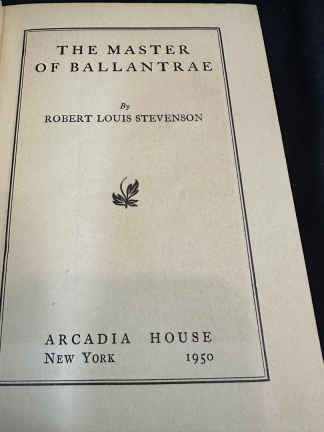 THE MASTER
OF BALLANTRAE
By
ROBERT LOUIS STEVENSON
ARCADIA HOUSE
NEW YORK 1950